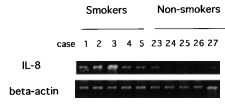 Smokers Non-smokers
case 1 2 3 4 5 23 24 25 26 27
IL-8
beta-actin